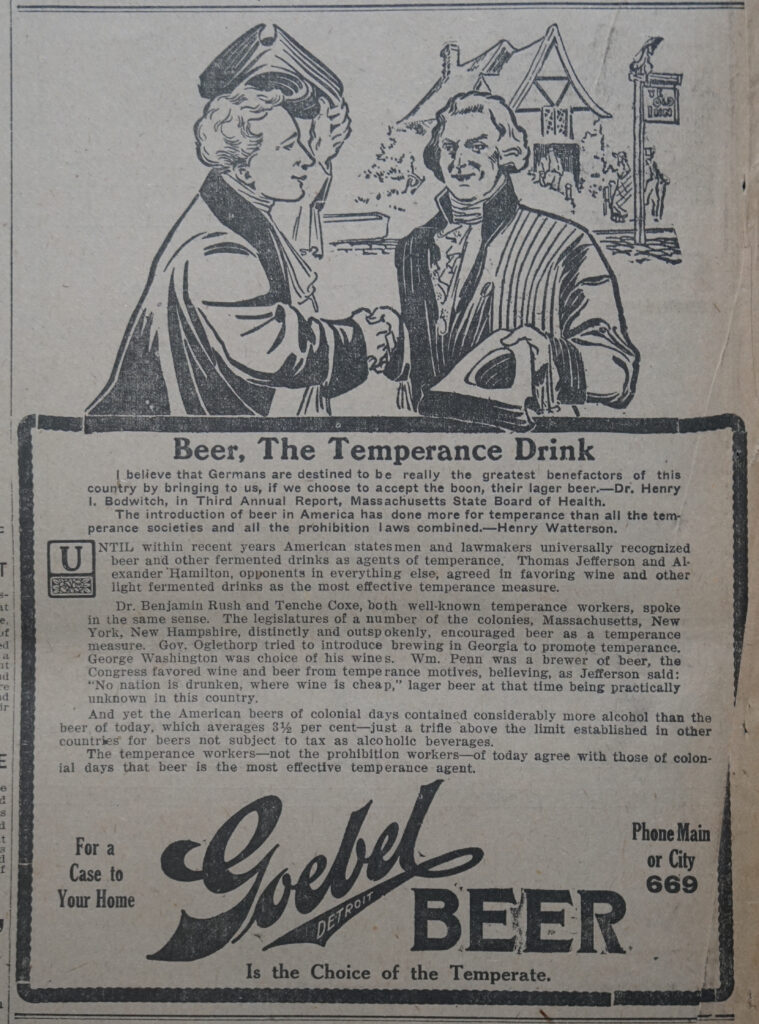 Ye
OLD
INN
Beer, The Temperance Drink
I believe that Germans are destined to be really the greatest benefactors of this
country by bringing to us, if we choose to accept the boon, their lager beer.—Dr. Henry
I. Bodwitch, in Third Annual Report, Massachusetts State Board of Health.
The introduction of beer in America has done more for temperance than all the tem-
perance societies and all the prohibition laws combined.—Henry Watterson.
UNTIL within recent years American statesmen and lawmakers universally recognized
beer and other fermented drinks as agents of temperance. Thomas Jefferson and Al-
exander Hamilton, opponents in everything else, agreed in favoring wine and other
light fermented drinks as the most effective temperance measure.
Dr. Benjamin Rush and Tenche Coxe, both well-known temperance workers, spoke
in the same sense. The legislatures of a number of the colonies, Massachusetts, New
York, New Hampshire, distinctly and outspokenly, encouraged beer as a temperance
measure. Gov. Oglethorp tried to introduce brewing in Georgia to promote temperance.
George Washington was choice of his wines. Wm. Penn was a brewer of beer, the
Congress favored wine and beer from temperance motives, believing, as Jefferson said:
"No nation is drunken, where wine is cheap," lager beer at that time being practically
unknown in this country.
And yet the American beers of colonial days contained considerably more alcohol than the
beer of today, which averages 3½ per cent—just a trifle above the limit established in other
countries for beers not subject to tax as alcoholic beverages.
The temperance workers—not the prohibition workers—of today agree with those of colon-
ial days that beer is the most effective temperance agent.
For a
Case to
Your Home
Goebel
DETROIT
BEER
Phone Main
or City
669
Is the Choice of the Temperate.